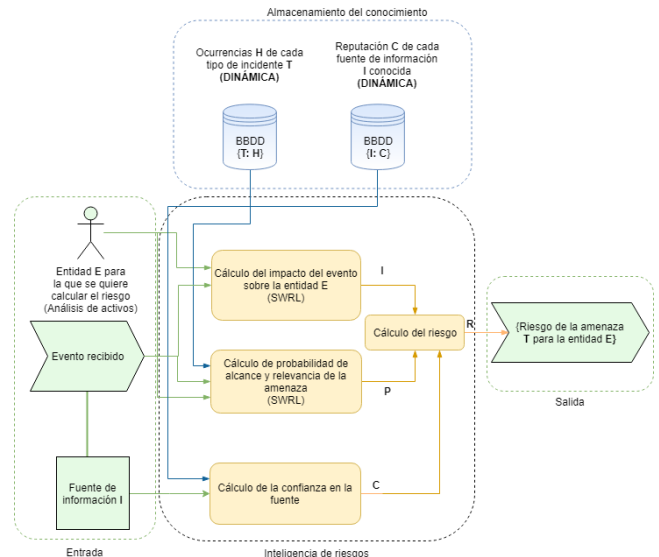 Almacenamiento del conocimiento
Ocurrencias H de cada
tipo de incidente T
(DINÁMICA)
Reputación C de cada
fuente de información
I conocida
(DINÁMICA)
BBDD
{T: H}
BBDD
{I: C}
Entidad E para
la que se quiere
calcular el riesgo
(Análisis de activos)
Evento recibido
Fuente de
información I
Entrada
Cálculo del impacto del evento
sobre la entidad E
(SWRL)
I
Cálculo de probabilidad de
alcance y relevancia de la
amenaza
(SWRL)
P
Cálculo de la confianza en la
fuente
C
Cálculo del riesgo
R
Inteligencia de riesgos
{Riesgo de la amenaza
T para la entidad E}
Salida